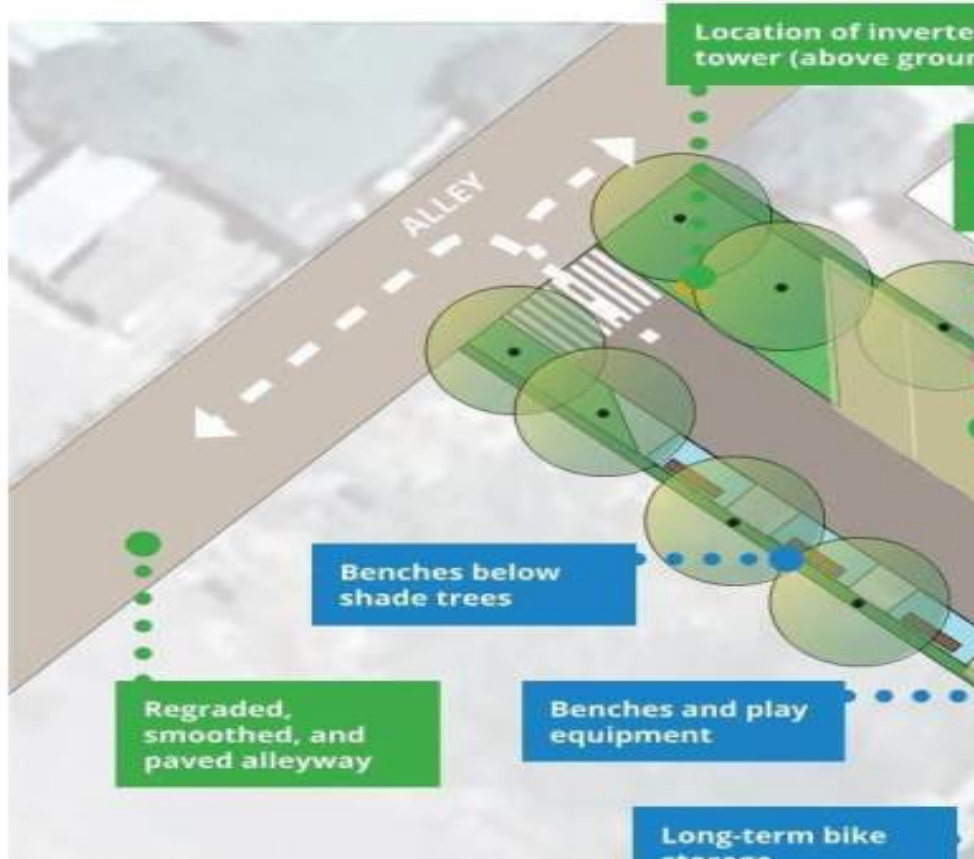 Location of inverte
tower (above groun
ALLEY
Benches below
shade trees
Regraded,
smoothed, and
paved alleyway
Benches and play
equipment
Long-term bike
storage